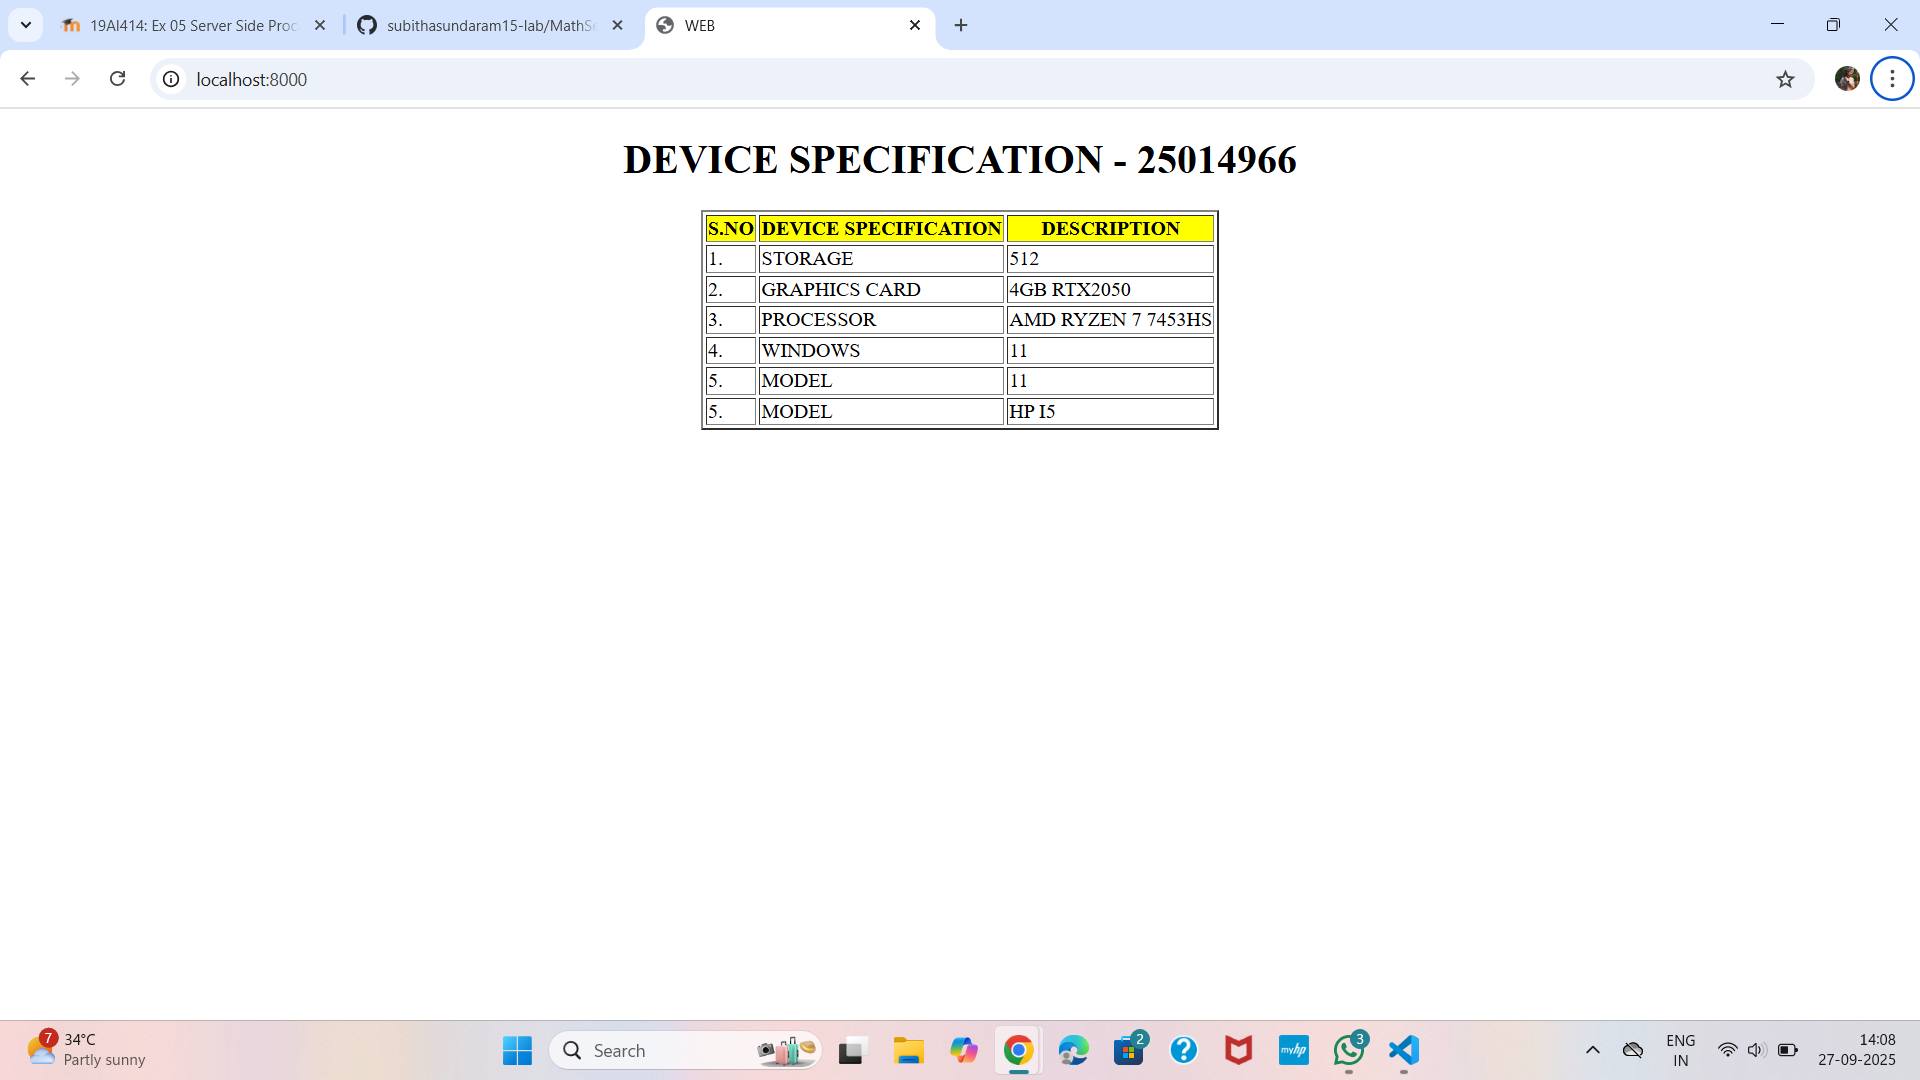 19AI414: Ex 05 Server Side Proc
subithasundaram15-lab/MathSe
WEB
localhost:8000
DEVICE SPECIFICATION - 25014966
S.NO DEVICE SPECIFICATION DESCRIPTION
1. STORAGE 512
2. GRAPHICS CARD 4GB RTX2050
3. PROCESSOR AMD RYZEN 7 7453HS
4. WINDOWS 11
5. MODEL 11
5. MODEL HP I5
7
34°C
Partly sunny
Search
2
myhp
3
ENG
IN
14:08
27-09-2025